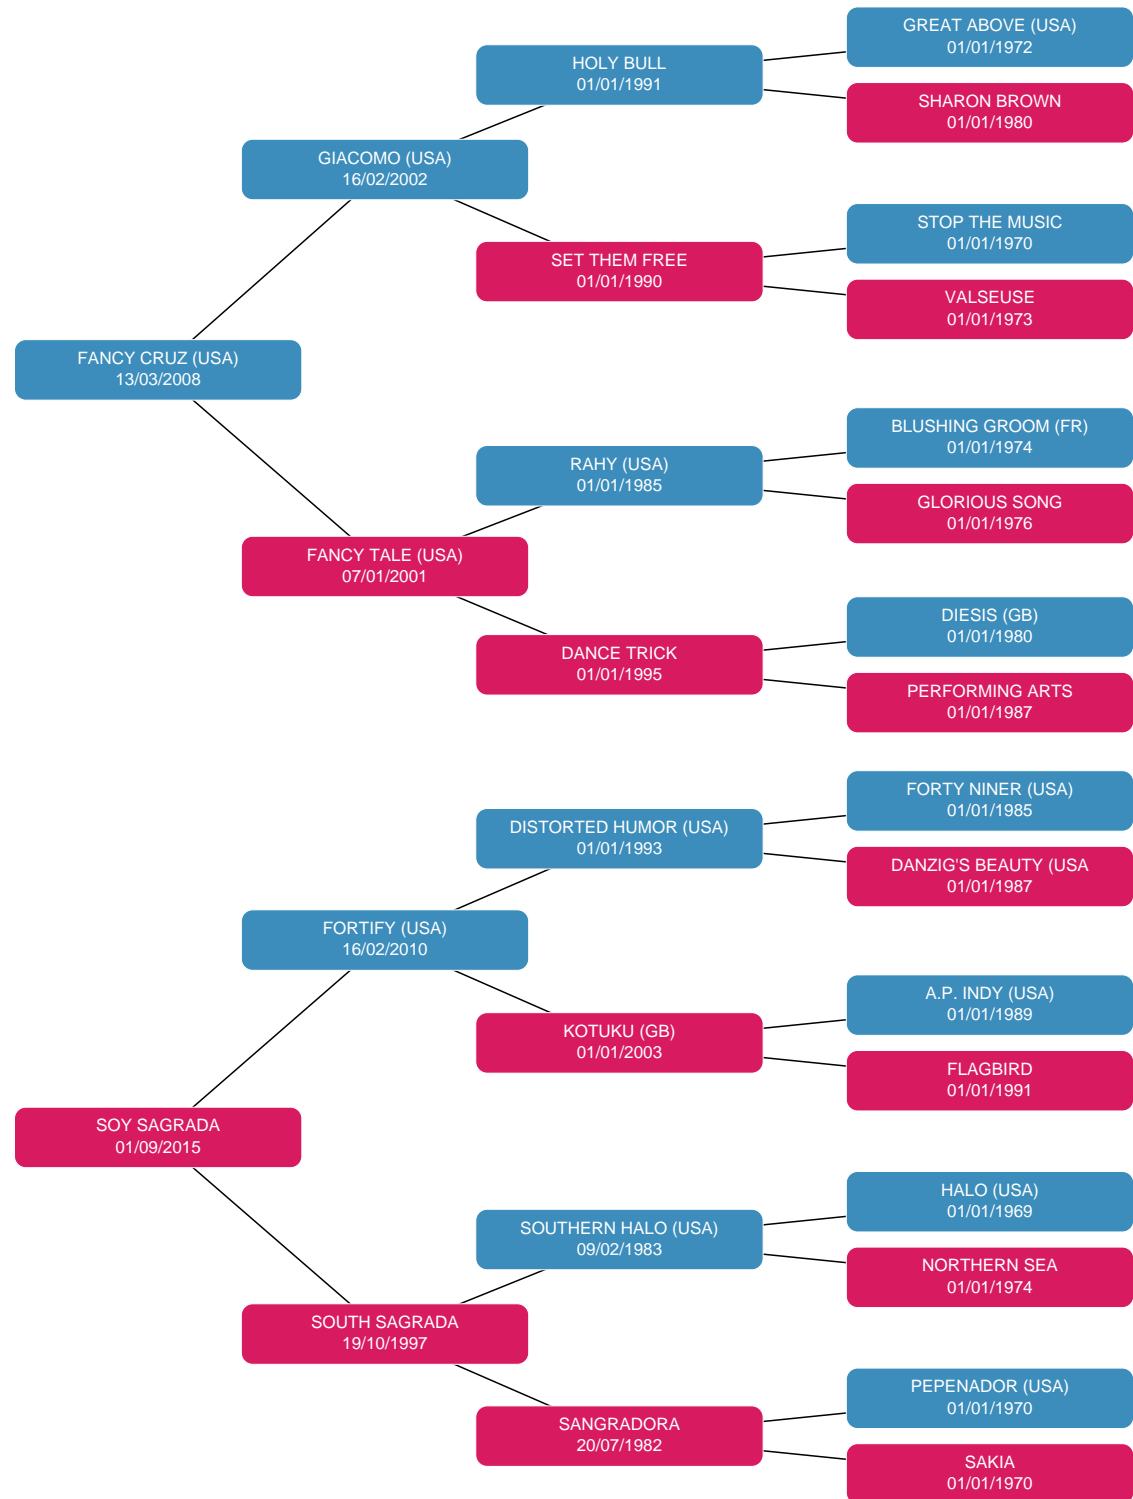 GREAT ABOVE (USA)
01/01/1972
HOLY BULL
01/01/1991
SHARON BROWN
01/01/1980
GIACOMO (USA)
16/02/2002
STOP THE MUSIC
01/01/1970
SET THEM FREE
01/01/1990
VALSEUSE
01/01/1973
FANCY CRUZ (USA)
13/03/2008
BLUSHING GROOM (FR)
01/01/1974
RAHY (USA)
01/01/1985
GLORIOUS SONG
01/01/1976
FANCY TALE (USA)
07/01/2001
DIESIS (GB)
01/01/1980
DANCE TRICK
01/01/1995
PERFORMING ARTS
01/01/1987
FORTY NINER (USA)
01/01/1985
DISTORTED HUMOR (USA)
01/01/1993
DANZIG'S BEAUTY (USA
01/01/1987
FORTIFY (USA)
16/02/2010
A.P. INDY (USA)
01/01/1989
KOTUKU (GB)
01/01/2003
FLAGBIRD
01/01/1991
SOY SAGRADA
01/09/2015
HALO (USA)
01/01/1969
SOUTHERN HALO (USA)
09/02/1983
NORTHERN SEA
01/01/1974
SOUTH SAGRADA
19/10/1997
PEPENADOR (USA)
01/01/1970
SANGRADORA
20/07/1982
SAKIA
01/01/1970